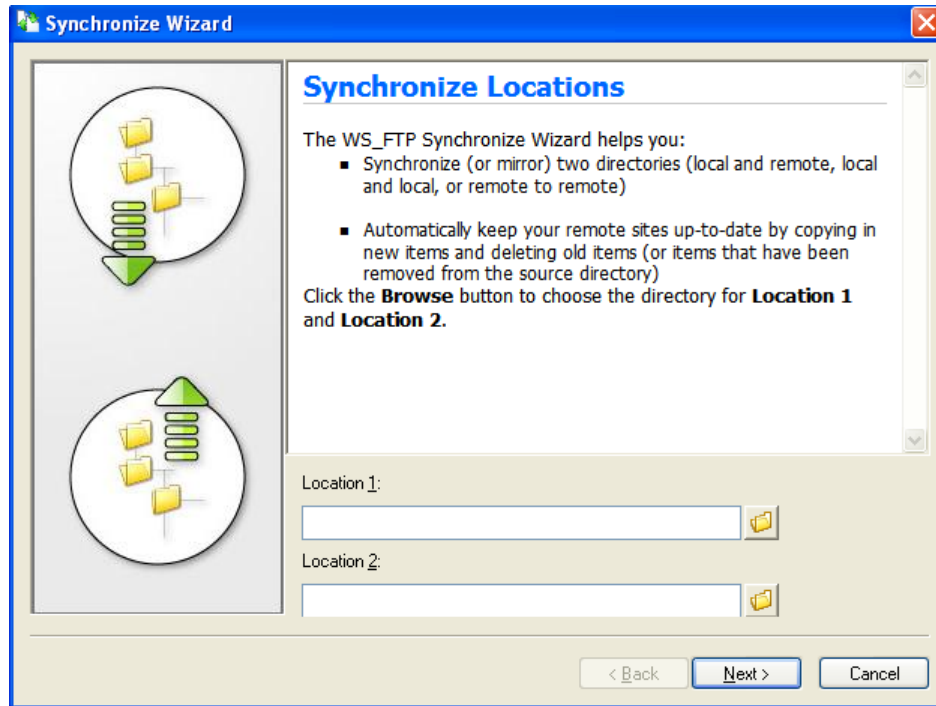 Synchronize Wizard
Synchronize Locations
The WS_FTP Synchronize Wizard helps you:
▪ Synchronize (or mirror) two directories (local and remote, local
and local, or remote to remote)
▪ Automatically keep your remote sites up-to-date by copying in
new items and deleting old items (or items that have been
removed from the source directory)
Click the Browse button to choose the directory for Location 1
and Location 2.
Location 1:
Location 2:
< Back Next > Cancel